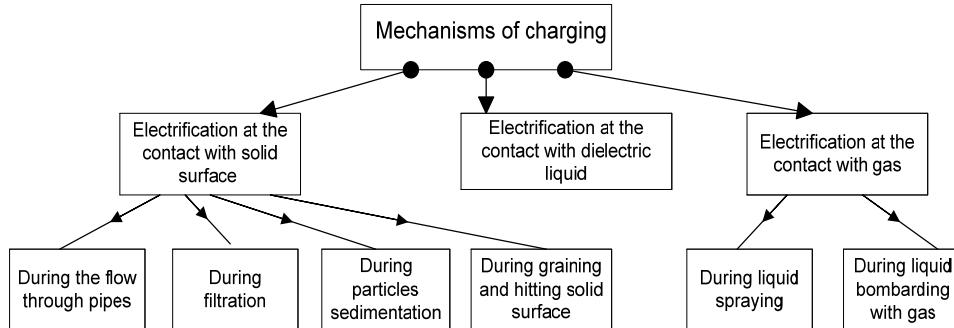 Mechanisms of charging
Electrification at the
contact with solid
surface
Electrification at the
contact with dielectric
liquid
Electrification at the
contact with gas
During the flow
through pipes
During
filtration
During
particles
sedimentation
During graining
and hitting solid
surface
During liquid
spraying
During liquid
bombarding
with gas